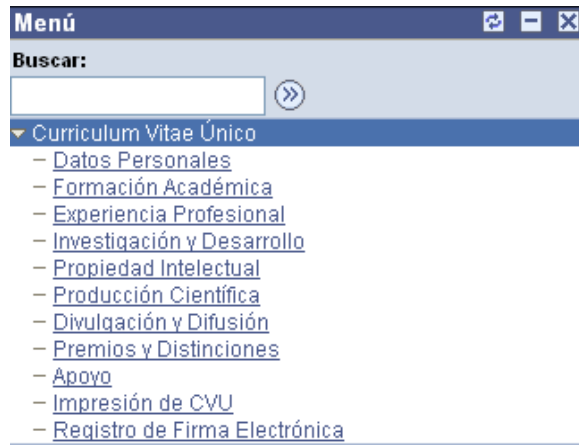 Menú
Buscar:
Curriculum Vitae Único
Datos Personales
Formación Académica
Experiencia Profesional
Investigación y Desarrollo
Propiedad Intelectual
Producción Científica
Divulgación y Difusión
Premios y Distinciones
Apoyo
Impresión de CVU
Registro de Firma Electrónica